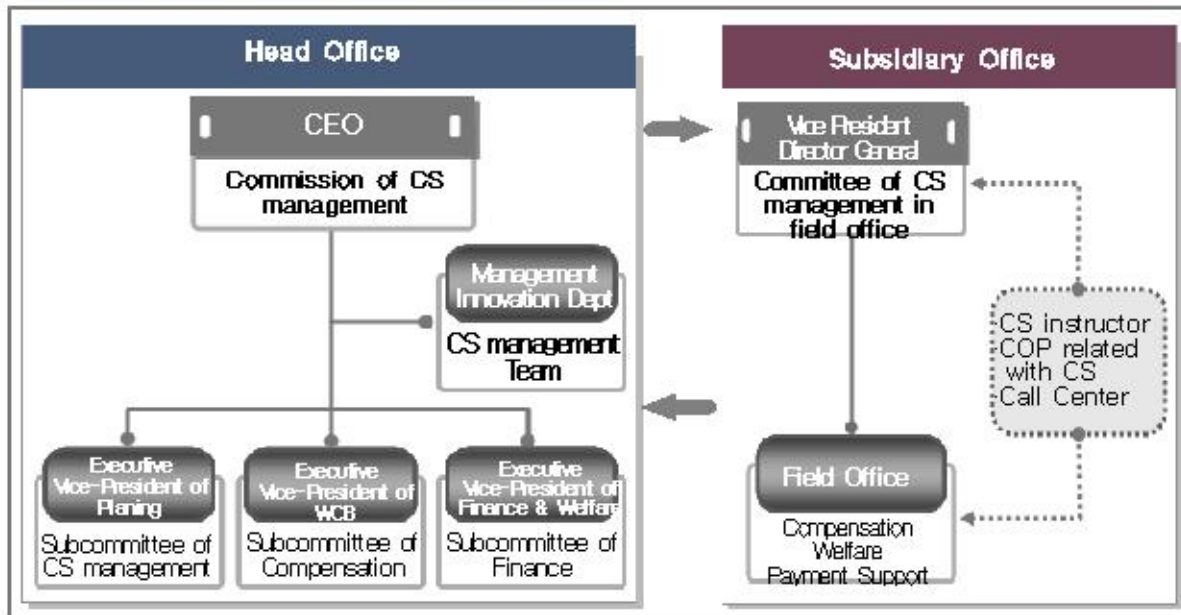 Head Office
CEO
Commission of CS
management
Management
Innovation Dept
CS management
Team
Executive
Vice-President of
Planing
Subcommittee of
CS management
Executive
Vice-President of
WCB
Subcommittee of
Compensation
Executive
Vice-President of
Finance & Welfare
Subcommittee of
Finance
Subsidiary Office
Vice Presidart
Director General
Committee of CS
management in
field office
CS instructor
COP related
with CS
Call Center
Field Office
Compensation
Welfare
Payment Support